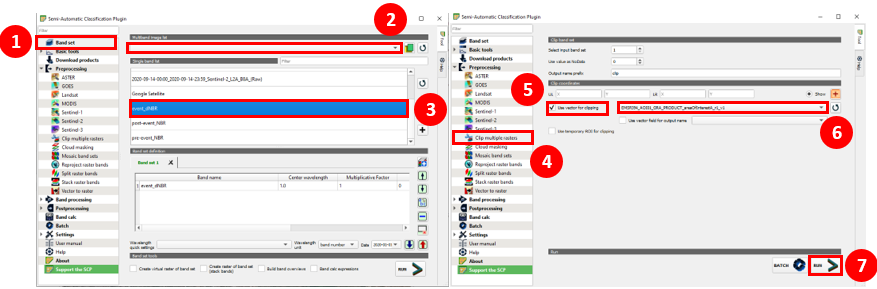 Semi-Automatic Classification Plugin
Filter
Band set
Basic tools
Download products
Preprocessing
ASTER
GOES
Landsat
MODIS
Sentinel-1
Sentinel-2
Sentinel-3
Clip multiple rasters
Cloud masking
Mosaic band sets
Reproject raster bands
Split raster bands
Stack raster bands
Vector to raster
Band processing
Postprocessing
Band calc
Batch
Settings
User manual
Help
About
Support the SCP
1
2
Multiband image list
Single band list
Filter
2020-09-14-00:00_2020-09-14-23:59_Sentinel-2_L2A_B8A_(Raw)
Google Satellite
event_dNBR
post-event_NBR
pre-event_NBR
3
Band set definition
Band set 1
Band name
Center wavelength
Multiplicative Factor
1 event_dNBR 1.0 1 0
Wavelength quick settings
Wavelength unit
Band number
Date
Band set tools
Create virtual raster of band set
Create raster of band set (stack bands)
Build band overviews
Band calc expressions
RUN
Tool
Help
Semi-Automatic Classification Plugin
Filter
Band set
Basic tools
Download products
Preprocessing
ASTER
GOES
Landsat
MODIS
Sentinel-1
Sentinel-2
Sentinel-3
Clip multiple rasters
Cloud masking
Mosaic band sets
Reproject raster bands
Split raster bands
Stack raster bands
Vector to raster
Band processing
Postprocessing
Band calc
Batch
Settings
User manual
Help
About
Support the SCP
4
Clip band set
Select input band set 1
Use value as NoData 0
Output name prefix clip
Clip coordinates
UL X Y LR X Y Show
5
Use vector for clipping
6
Use vector field for output name
Use temporary ROI for clipping
Run
BATCH
RUN
7
Tool
Help